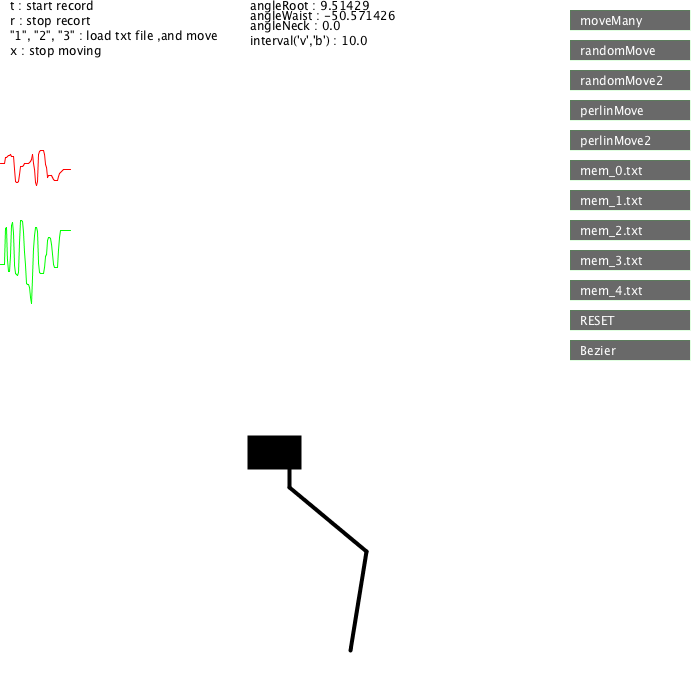 t : start record
r : stop recort
"1", "2", "3" : load txt file ,and move
x : stop moving
angleRoot : 9.51429
angleWaist : -50.571426
angleNeck : 0.0
interval('v','b') : 10.0
moveMany
randomMove
randomMove2
perlinMove
perlinMove2
mem_0.txt
mem_1.txt
mem_2.txt
mem_3.txt
mem_4.txt
RESET
Bezier